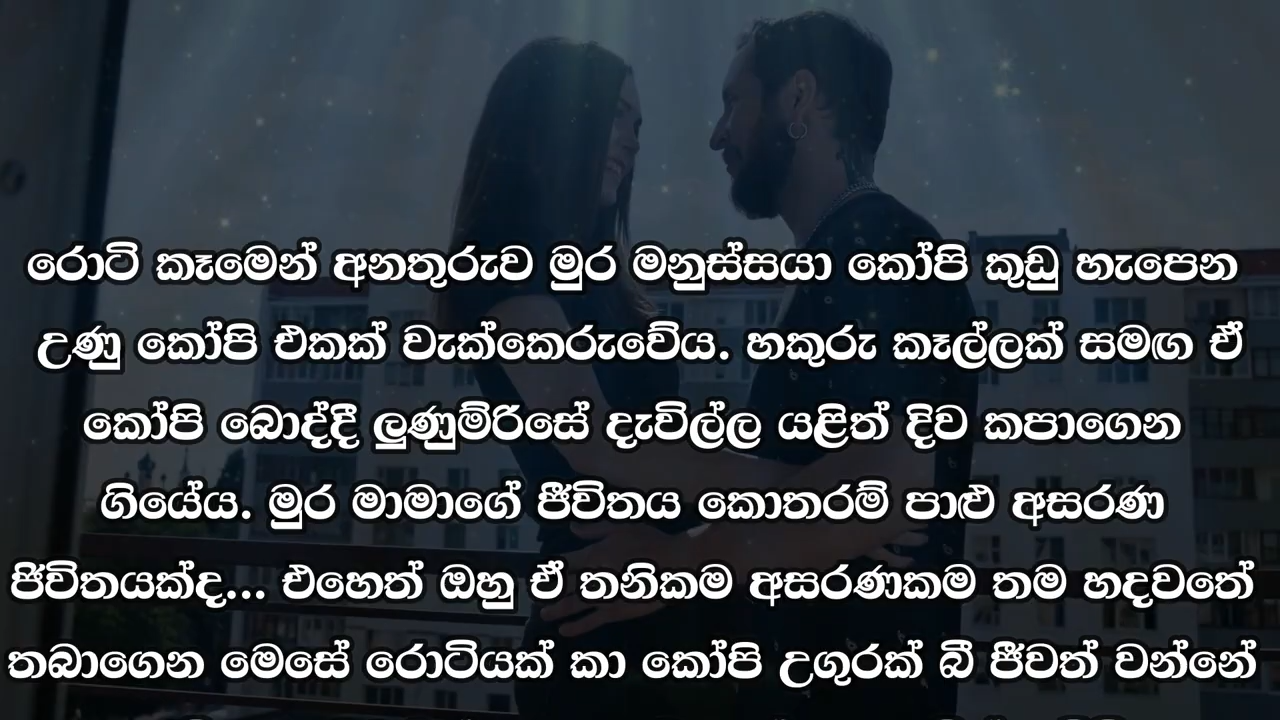 රොටි කෑමෙන් අනතුරුව මුර මනුස්සයා කෝපි කුඩු හැපෙන
උණු කෝපි එකක් වැක්කෙරුවේය. හකුරු කෑල්ලක් සමඟ ඒ
කෝපි බොද්දී ලුණුම්රිසේ දැවිල්ල යළිත් දිව කපාගෙන
ගියේය. මුර මාමාගේ ජීවිතය කොතරම් පාළු අසරණ
ජිවිතයක්ද... එහෙත් ඔහු ඒ තනිකම අසරණකම තම හදවතේ
තබාගෙන මෙසේ රොටියක් කා කෝපි උගුරක් බී ජීවත් වන්නේ